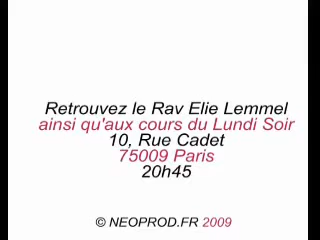 Retrouvez le Rav Elie Lemmel
ainsi qu'aux cours du Lundi Soir
10, Rue Cadet
75009 Paris
20h45
© NEOPROD.FR 2009